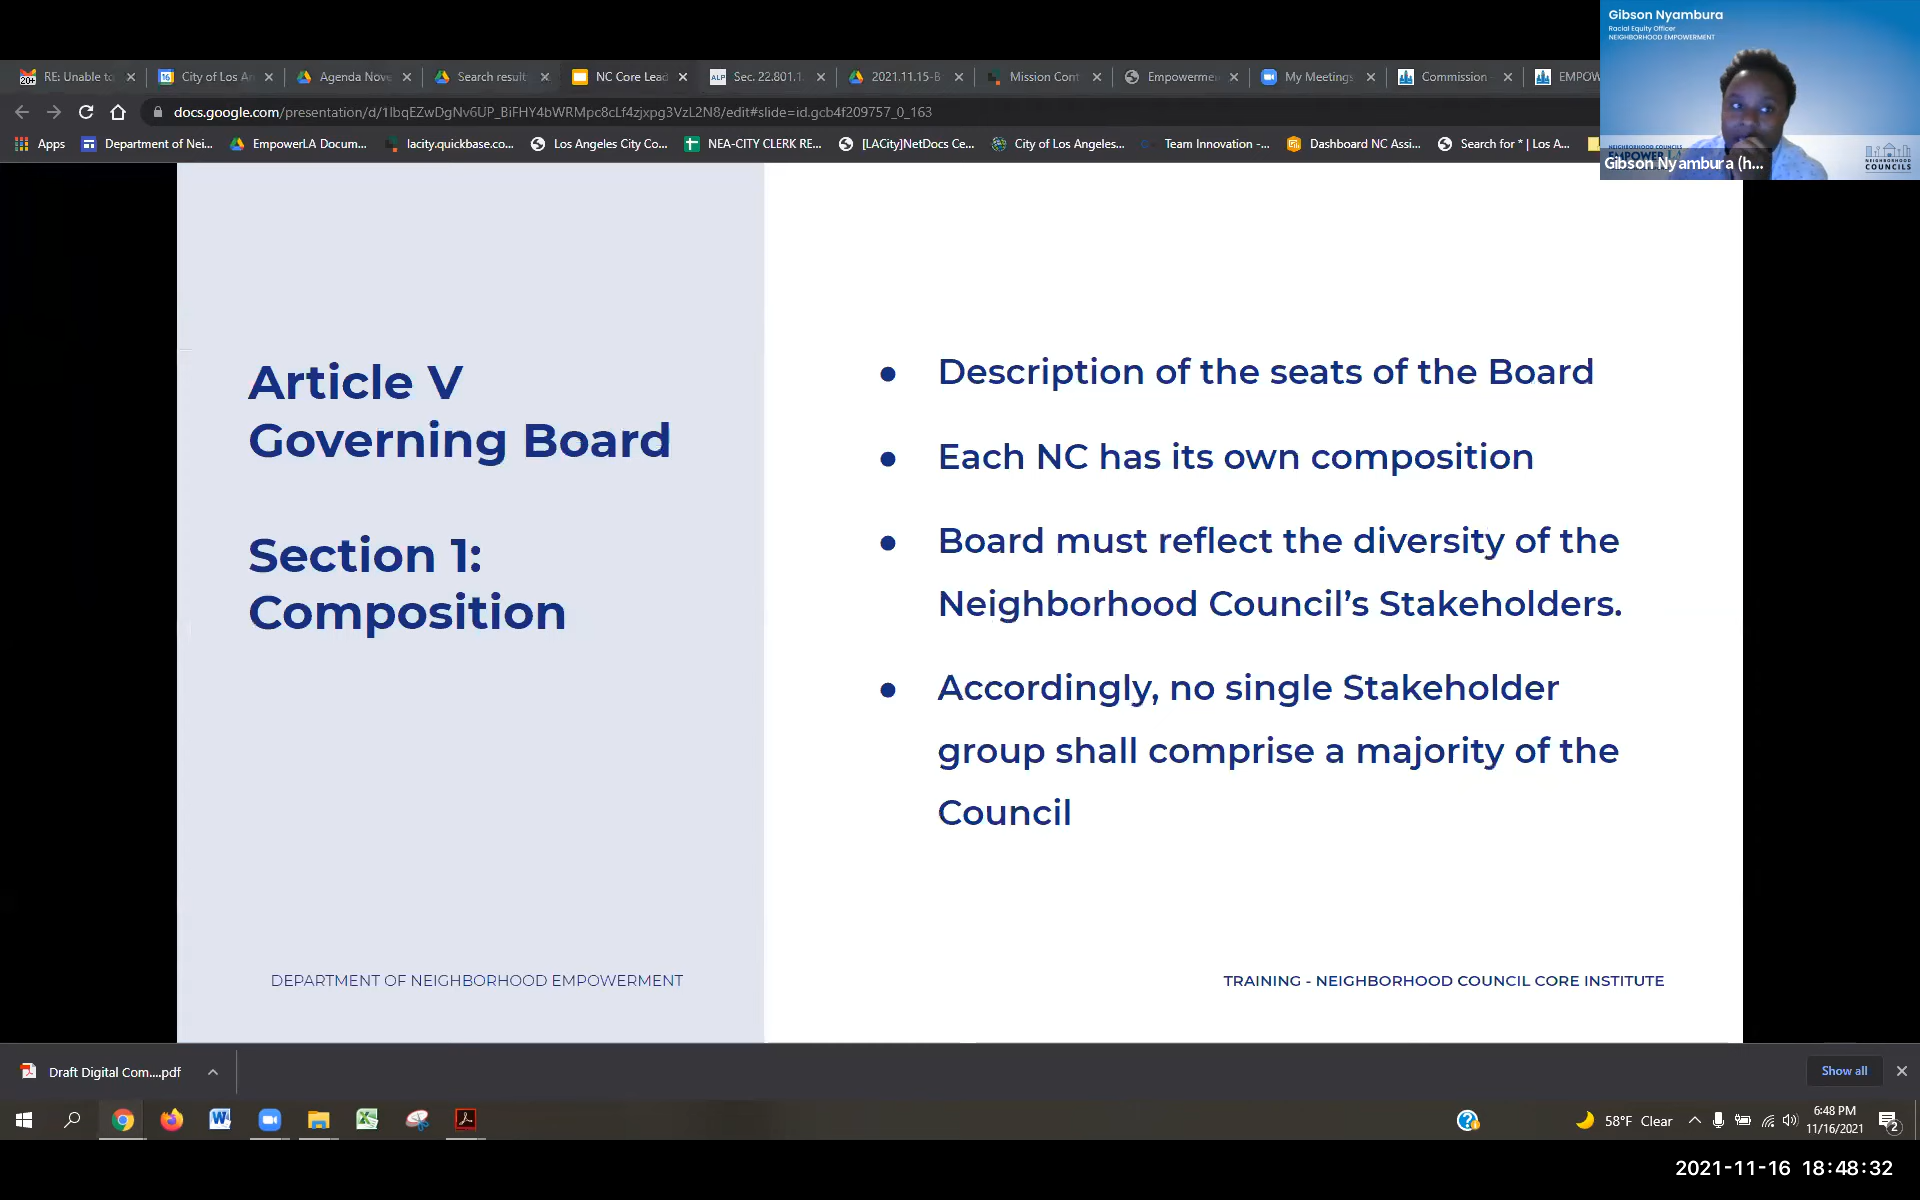 Gibson Nyambura
Racial Equity Officer
NEIGHBORHOOD EMPOWERMENT
RE: Unable to
City of Los An
Agenda Nove
Search result
NC Core Lead
Sec. 22.801.1
2021.11.15-B
Mission Cont
Empowerme
My Meetings
Commission
EMPOW
docs.google.com/presentation/d/1IbqEZwDgNv6UP_BiFHY4bWRMpc8cLf4zjxpg3VzL2N8/edit#slide=id.gcb4f209757_0_163
Apps
Department of Nei...
EmpowerLA Docum...
lacity.quickbase.co...
Los Angeles City Co...
NEA-CITY CLERK RE...
[LACity]NetDocs Ce...
City of Los Angeles...
Team Innovation -...
Dashboard NC Assi...
Search for * | Los A...
Gibson Nyambura (h...
NEIGHBORHOOD
COUNCILS
Article V
Governing Board
Section 1:
Composition
● Description of the seats of the Board
● Each NC has its own composition
● Board must reflect the diversity of the
Neighborhood Council’s Stakeholders.
● Accordingly, no single Stakeholder
group shall comprise a majority of the
Council
DEPARTMENT OF NEIGHBORHOOD EMPOWERMENT
TRAINING - NEIGHBORHOOD COUNCIL CORE INSTITUTE
Draft Digital Com....pdf
Show all
58°F Clear
6:48 PM
11/16/2021
2
2021-11-16 18:48:32